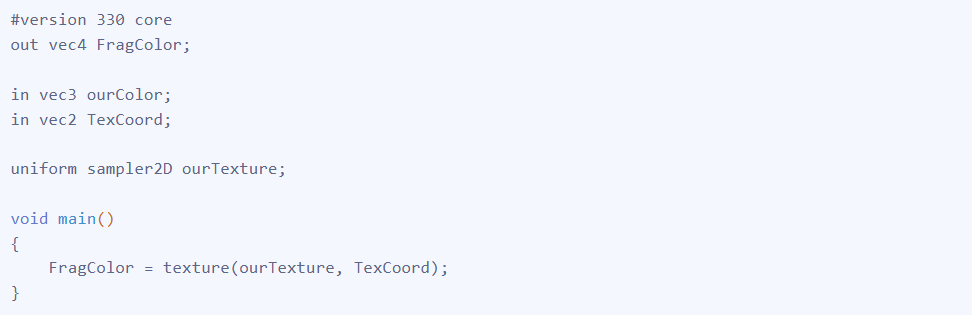 #version 330 core
out vec4 FragColor;
in vec3 ourColor;
in vec2 TexCoord;
uniform sampler2D ourTexture;
void main()
{
    FragColor = texture(ourTexture, TexCoord);
}